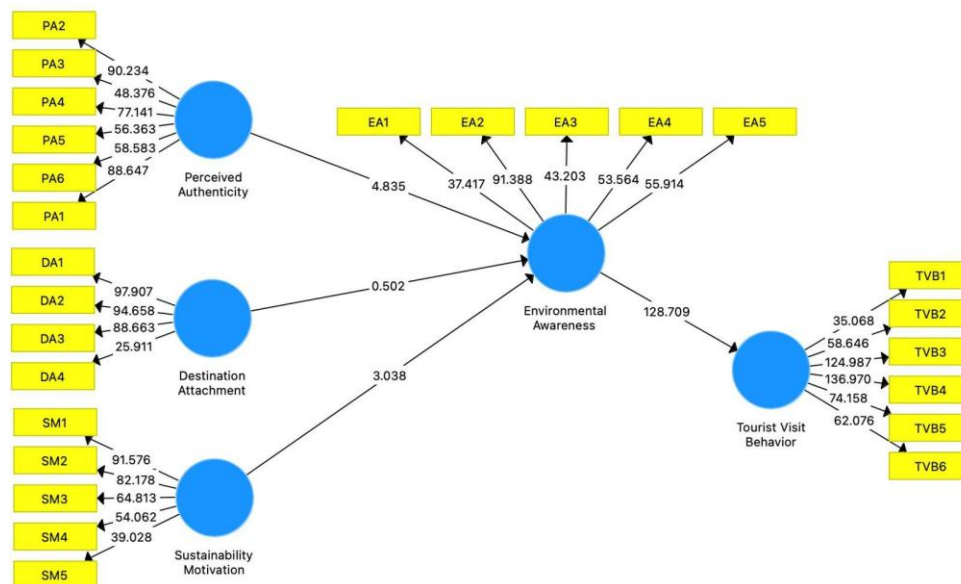 PA2
PA3
PA4
PA5
PA6
PA1
90.234
48.376
77.141
56.363
58.583
88.647
Perceived
Authenticity
4.835
EA1
EA2
EA3
EA4
EA5
37.417
91.388
43.203
53.564
55.914
DA1
DA2
DA3
DA4
97.907
94.658
88.663
25.911
Destination
Attachment
0.502
Environmental
Awareness
128.709
SM1
SM2
SM3
SM4
SM5
91.576
82.178
64.813
54.062
39.028
Sustainability
Motivation
3.038
Tourist Visit
Behavior
35.068
58.646
124.987
136.970
74.158
62.076
TVB1
TVB2
TVB3
TVB4
TVB5
TVB6